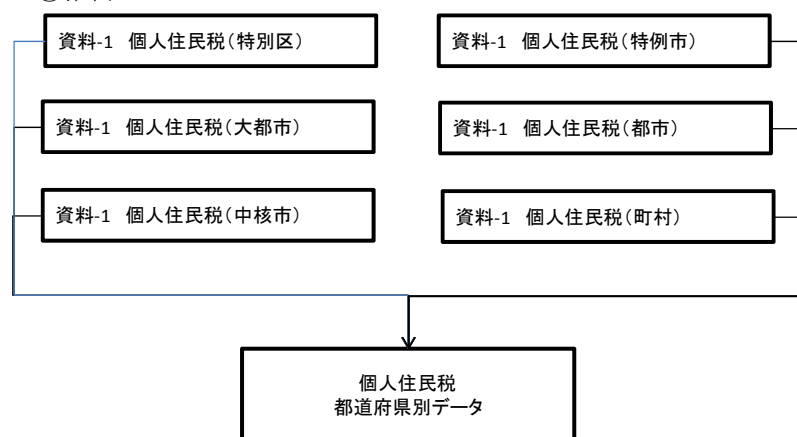 資料-1 個人住民税(特別区)
資料-1 個人住民税(特例市)
資料-1 個人住民税(大都市)
資料-1 個人住民税(都市)
資料-1 個人住民税(中核市)
資料-1 個人住民税(町村)
個人住民税
都道府県別データ